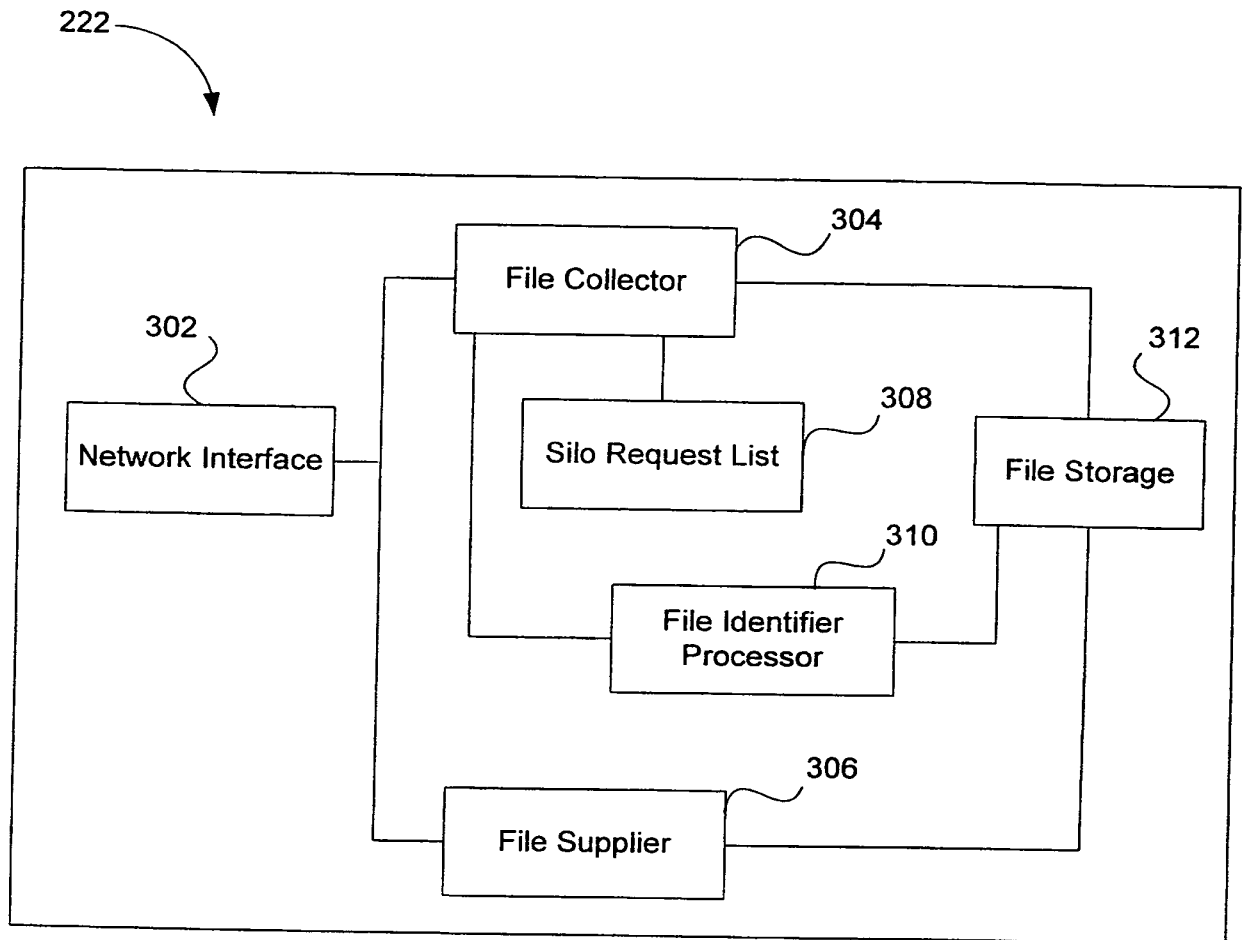 222
304
File Collector
302
312
308
Network Interface
Silo Request List
File Storage
310
File Identifier
Processor
306
File Supplier